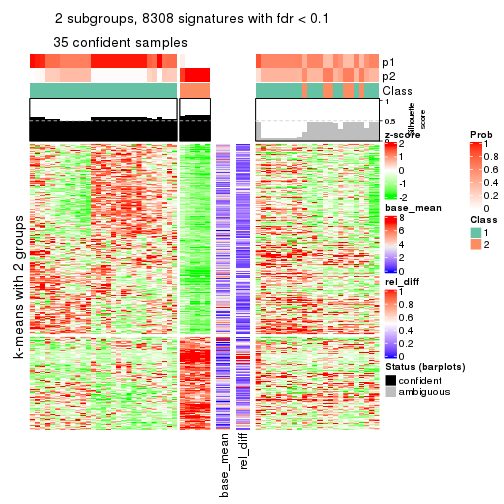 2 subgroups, 8308 signatures with fdr < 0.1
35 confident samples
p1
p2
Class
1
0.5
0
Silhouette
score
k-means with 2 groups
base_mean
rel_diff
z-score
2
1
0
-1
-2
base_mean
8
6
4
2
0
rel_diff
1
0.8
0.6
0.4
0.2
0
Status (barplots)
confident
ambiguous
Prob
1
0.8
0.6
0.4
0.2
0
Class
1
2